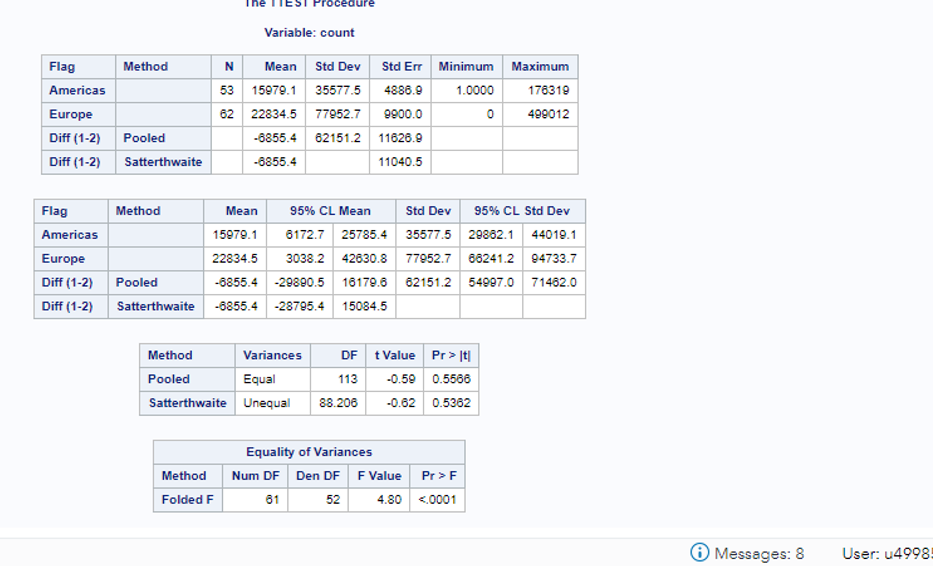 The TTEST Procedure
Variable: count
Flag Method N Mean Std Dev Std Err Minimum Maximum
Americas 53 15979.1 35577.5 4886.9 1.0000 176319
Europe 62 22834.5 77952.7 9900.0 0 499012
Diff (1-2) Pooled -6855.4 62151.2 11626.9
Diff (1-2) Satterthwaite -6855.4 11040.5
Flag Method Mean 95% CL Mean Std Dev 95% CL Std Dev
Americas 15979.1 6172.7 25785.4 35577.5 29862.1 44019.1
Europe 22834.5 3038.2 42630.8 77952.7 66241.2 94733.7
Diff (1-2) Pooled -6855.4 -29890.5 16179.6 62151.2 54997.0 71462.0
Diff (1-2) Satterthwaite -6855.4 -28795.4 15084.5
Method Variances DF t Value Pr > |t|
Pooled Equal 113 -0.59 0.5566
Satterthwaite Unequal 88.206 -0.62 0.5362
Equality of Variances
Method Num DF Den DF F Value Pr > F
Folded F 61 52 4.80 <.0001
Messages: 8 User: u4998